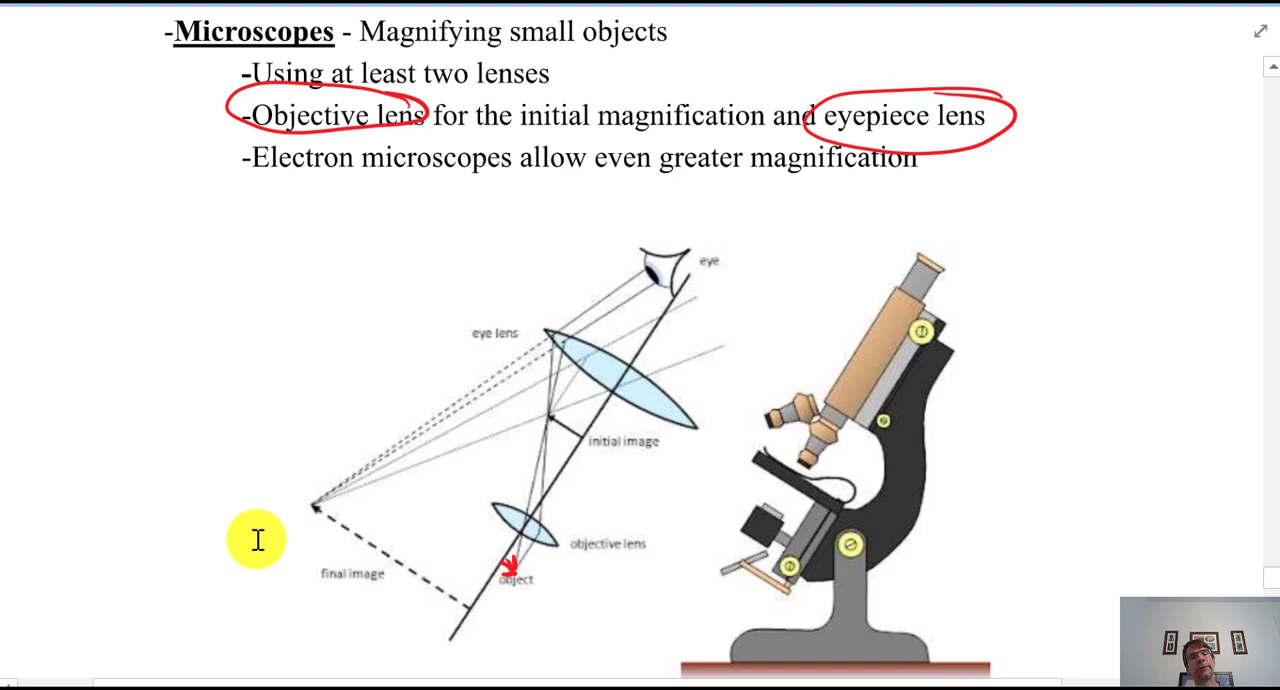 -Microscopes - Magnifying small objects
-Using at least two lenses
-Objective lens for the initial magnification and eyepiece lens
-Electron microscopes allow even greater magnification
eye
eye lens
initial image
objective lens
final image
object